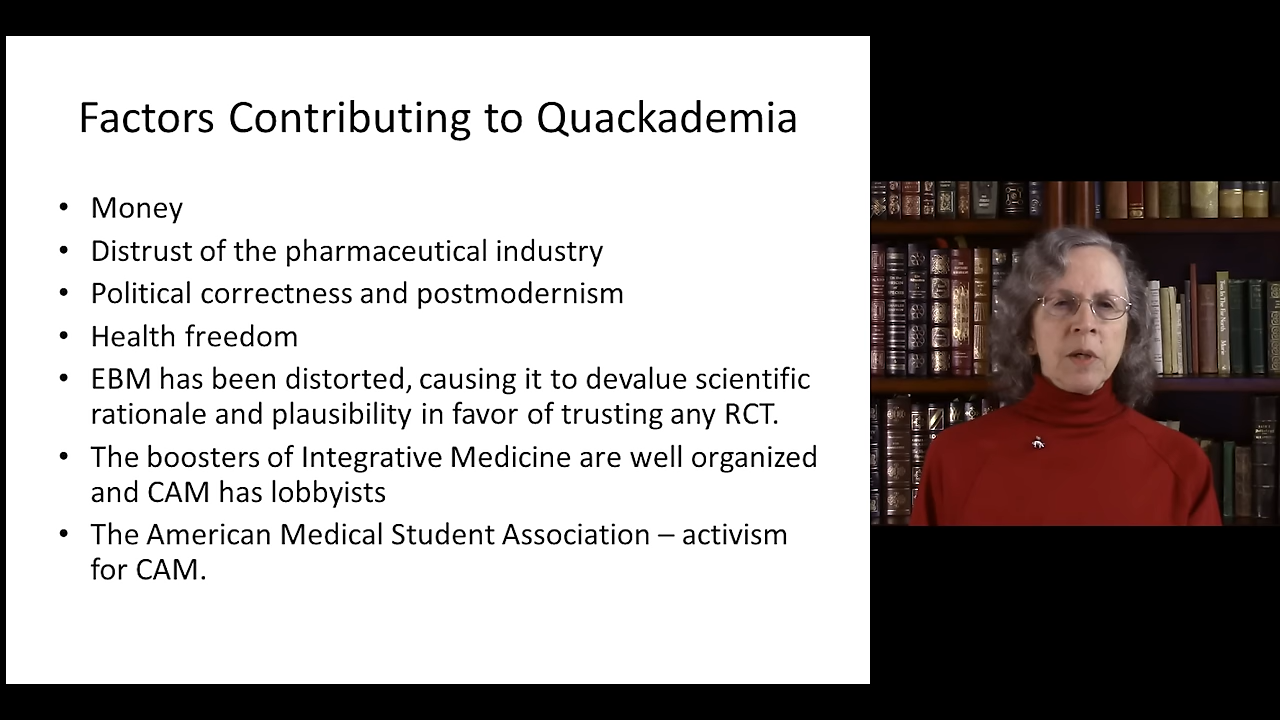 Factors Contributing to Quackademia
• Money
• Distrust of the pharmaceutical industry
• Political correctness and postmodernism
• Health freedom
• EBM has been distorted, causing it to devalue scientific
rationale and plausibility in favor of trusting any RCT.
• The boosters of Integrative Medicine are well organized
and CAM has lobbyists
• The American Medical Student Association – activism
for CAM.